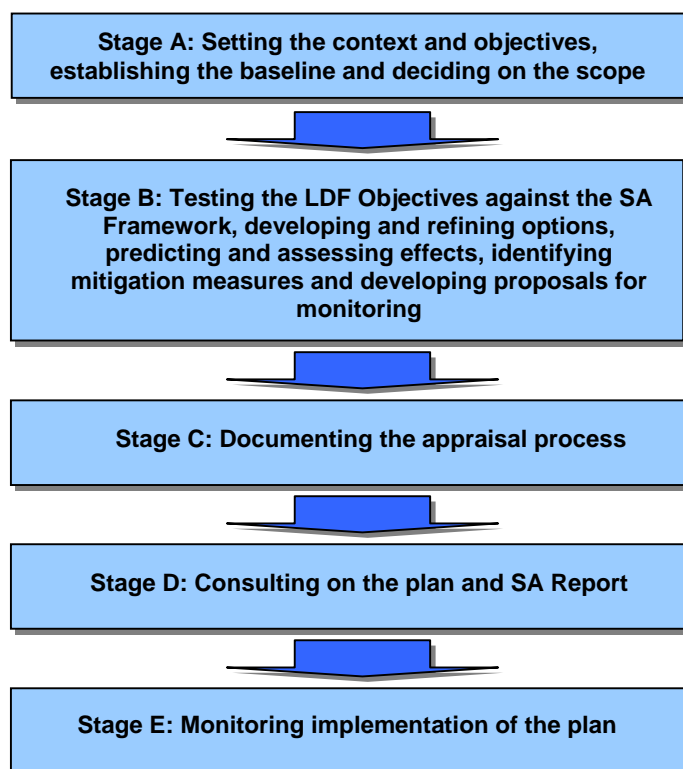 Stage A: Setting the context and objectives,
establishing the baseline and deciding on the scope
Stage B: Testing the LDF Objectives against the SA
Framework, developing and refining options,
predicting and assessing effects, identifying
mitigation measures and developing proposals for
monitoring
Stage C: Documenting the appraisal process
Stage D: Consulting on the plan and SA Report
Stage E: Monitoring implementation of the plan